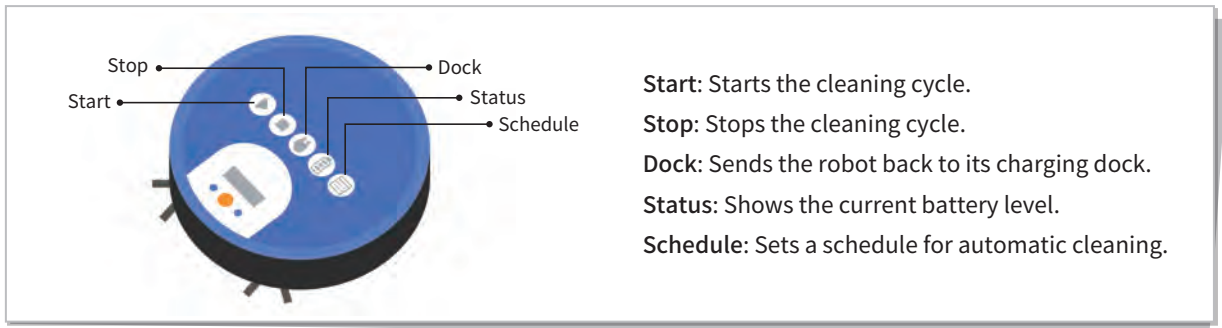 Stop
Start
Dock
Status
Schedule
Start: Starts the cleaning cycle.
Stop: Stops the cleaning cycle.
Dock: Sends the robot back to its charging dock.
Status: Shows the current battery level.
Schedule: Sets a schedule for automatic cleaning.